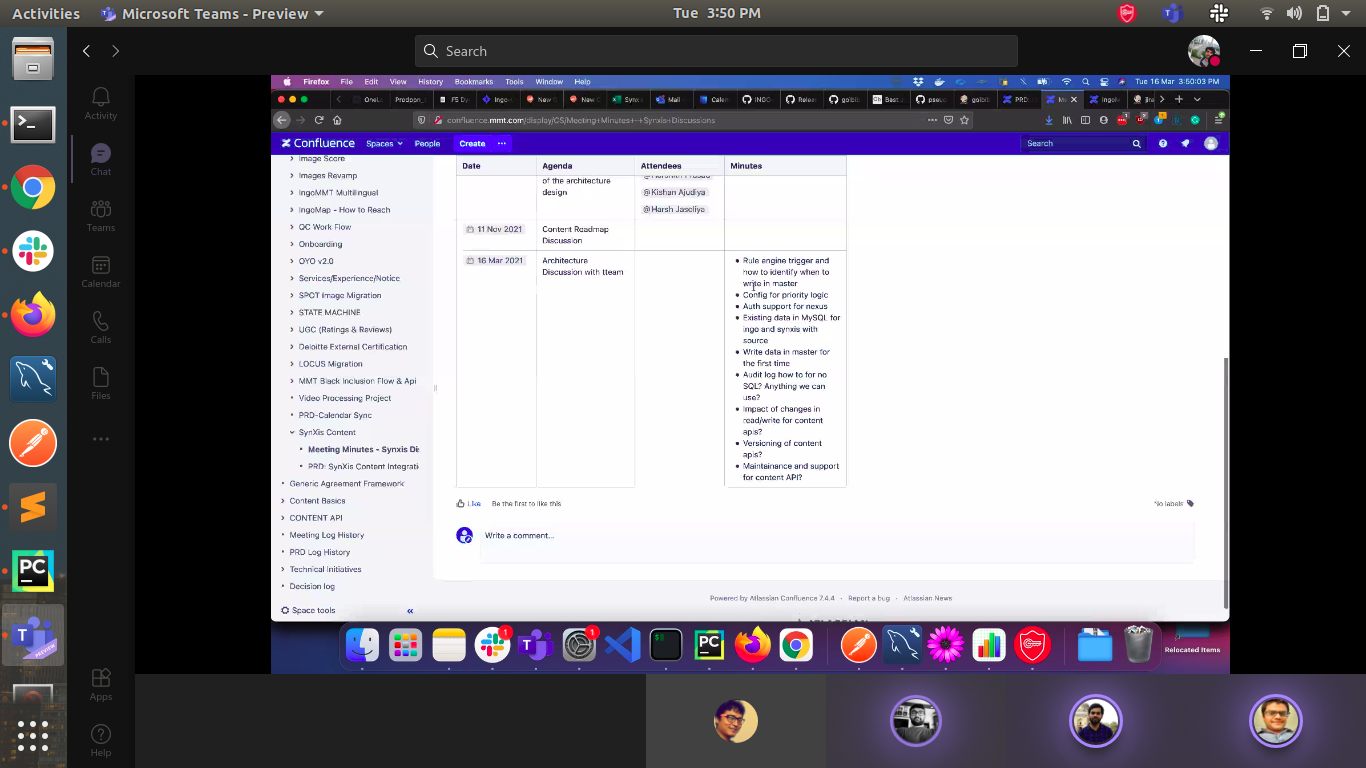 Activities
Microsoft Teams - Preview
Tue 3:50 PM
Search
Activity
Chat
Teams
Calendar
Calls
Files
Apps
Help
Firefox File Edit View History Bookmarks Tools Window Help
Tue 16 Mar 3:50:03 PM
confluence.mmt.com/display/GS/Meeting+Minutes+-+Synxis+Discussions
Confluence Spaces People Create Search
Image Score
Images Revamp
IngoMMT Multilingual
IngoMap - How to Reach
QC Work Flow
Onboarding
OYO v2.0
Services/Experience/Notice
SPOT Image Migration
STATE MACHINE
UGC (Ratings & Reviews)
Deloitte External Certification
LOCUS Migration
MMT Black Inclusion Flow & Api
Video Processing Project
PRD-Calendar Sync
SynXis Content
Meeting Minutes - Synxis Di
PRD: SynXis Content Integrati
Generic Agreement Framework
Content Basics
CONTENT API
Meeting Log History
PRD Log History
Technical Initiatives
Decision log
Space tools
Date Agenda Attendees Minutes
of the architecture
design
@Kishan Ajudiya
@Harsh Jaseliya
11 Nov 2021
Content Roadmap
Discussion
16 Mar 2021
Architecture
Discussion with tteam
Rule engine trigger and
how to identify when to
write in master
Config for priority logic
Auth support for nexus
Existing data in MySQL for
ingo and synxis with
source
Write data in master for
the first time
Audit log how to for no
SQL? Anything we can
use?
Impact of changes in
read/write for content
apis?
Versioning of content
apis?
Maintainance and support
for content API?
Like Be the first to like this
No labels
Write a comment...
Powered by Atlassian Confluence 7.4.4 · Report a bug · Atlassian News
Relocated Items